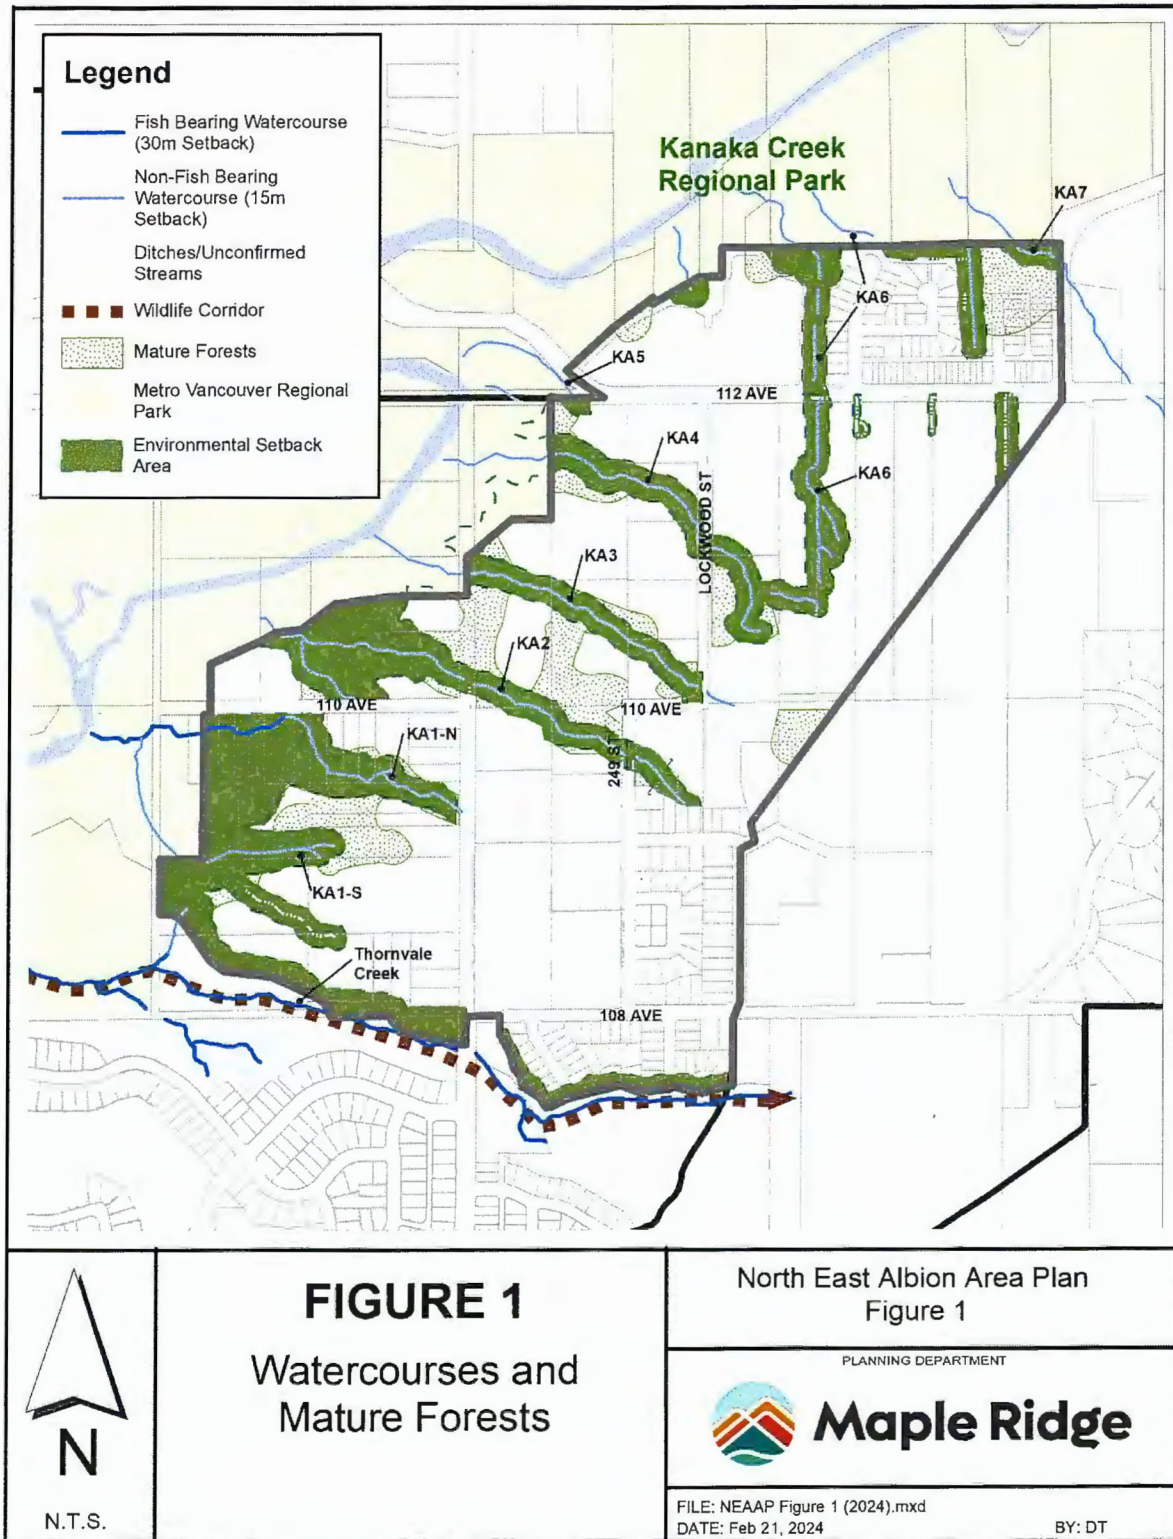 Legend
Fish Bearing Watercourse
(30m Setback)
Non-Fish Bearing
Watercourse (15m
Setback)
Ditches/Unconfirmed
Streams
Wildlife Corridor
Mature Forests
Metro Vancouver Regional
Park
Environmental Setback
Area
Kanaka Creek
Regional Park
KA7
KA6
KA5
112 AVE
KA4
KA6
LOCKWOOD ST
KA3
KA2
110 AVE
110 AVE
KA1-N
249 ST
KA1-S
Thornvale
Creek
108 AVE
N
N.T.S.
FIGURE 1
Watercourses and
Mature Forests
North East Albion Area Plan
Figure 1
PLANNING DEPARTMENT
Maple Ridge
FILE: NEAAP Figure 1 (2024).mxd
DATE: Feb 21, 2024
BY: DT